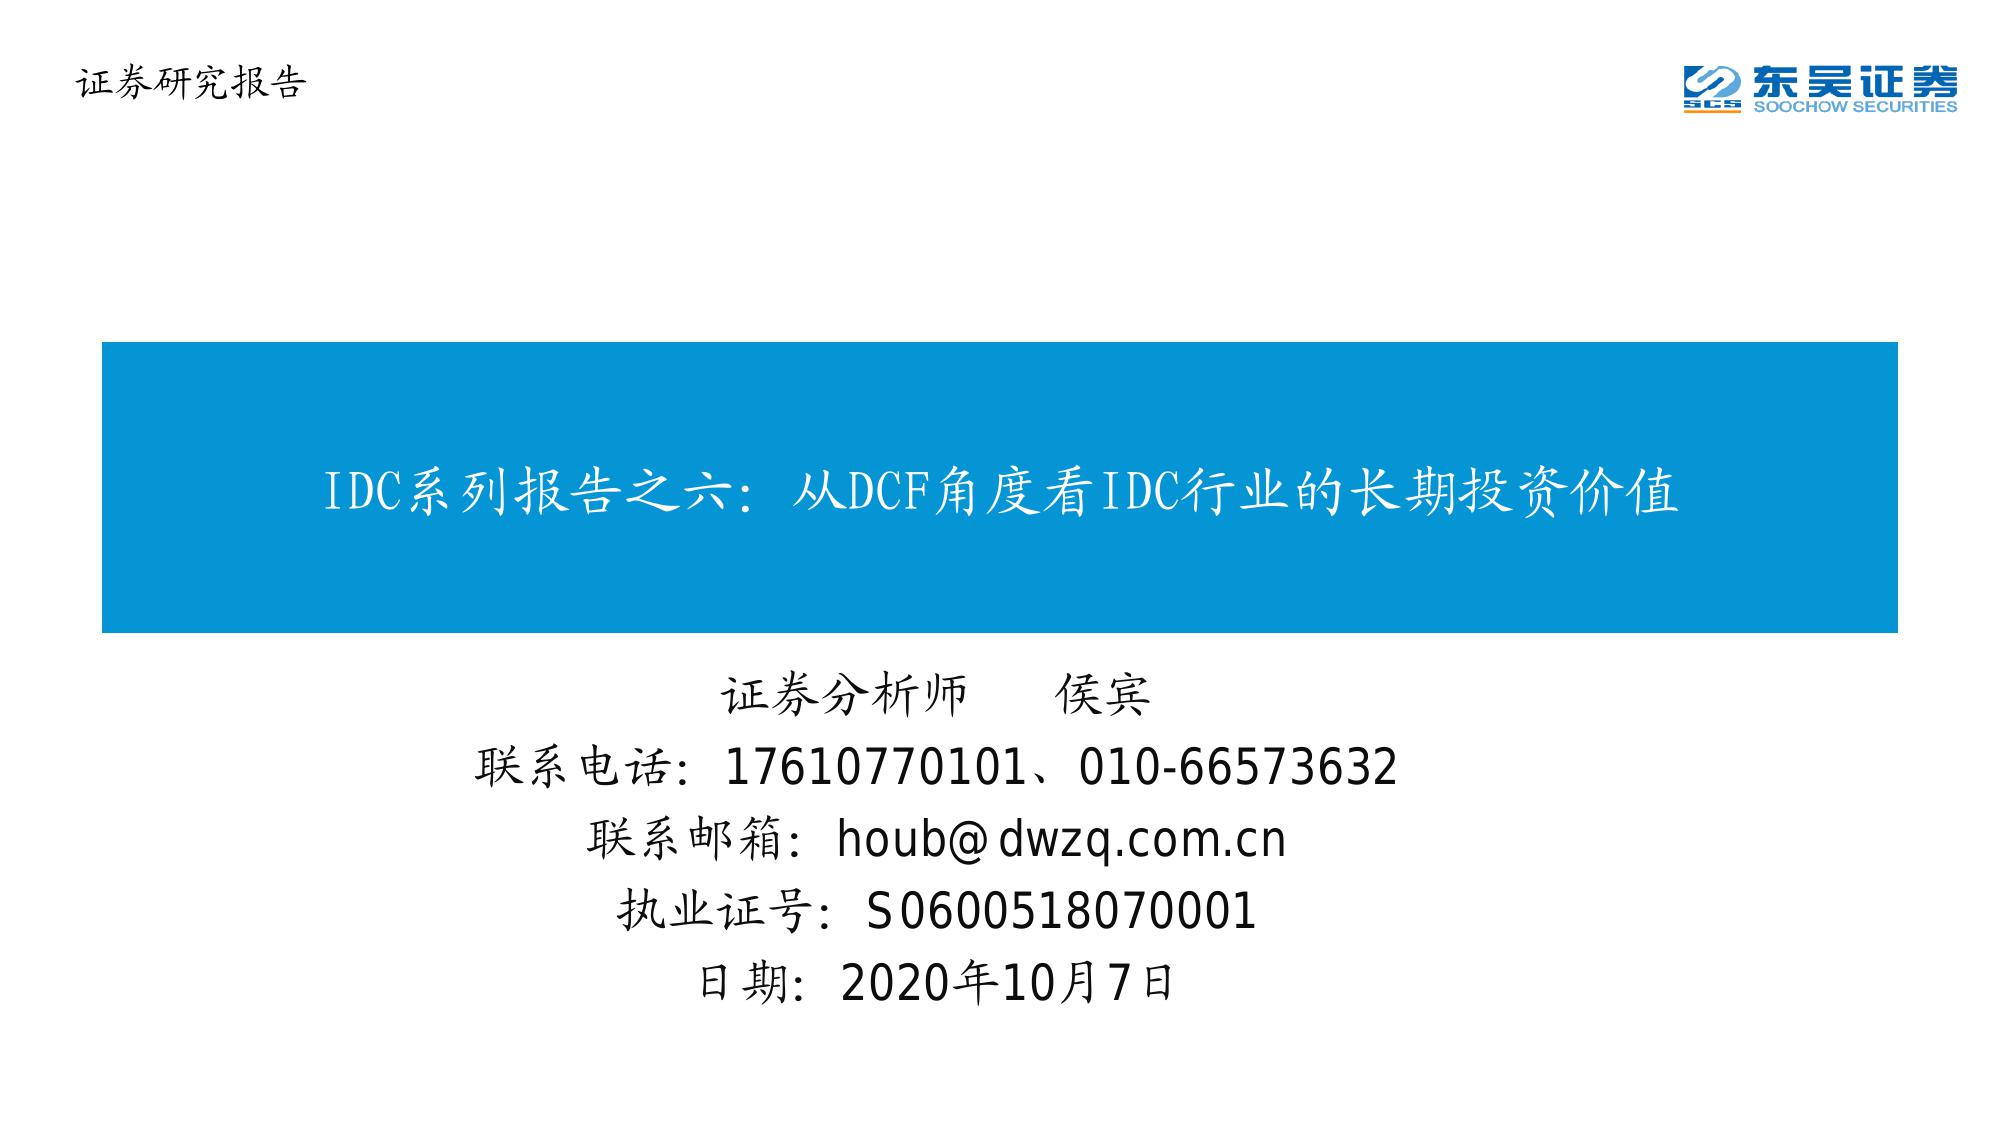 证券研究报告
SCS 东吴证券
SOOCHOW SECURITIES
IDC系列报告之六：从DCF角度看IDC行业的长期投资价值
证券分析师 侯宾
联系电话：17610770101、010-66573632
联系邮箱：houb@dwzq.com.cn
执业证号：S0600518070001
日期：2020年10月7日